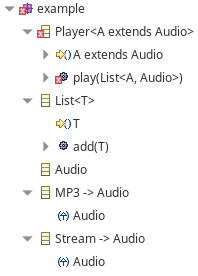 example
Player<A extends Audio>
A extends Audio
play(List<A, Audio>)
List<T>
T
add(T)
Audio
MP3 -> Audio
Audio
Stream -> Audio
Audio